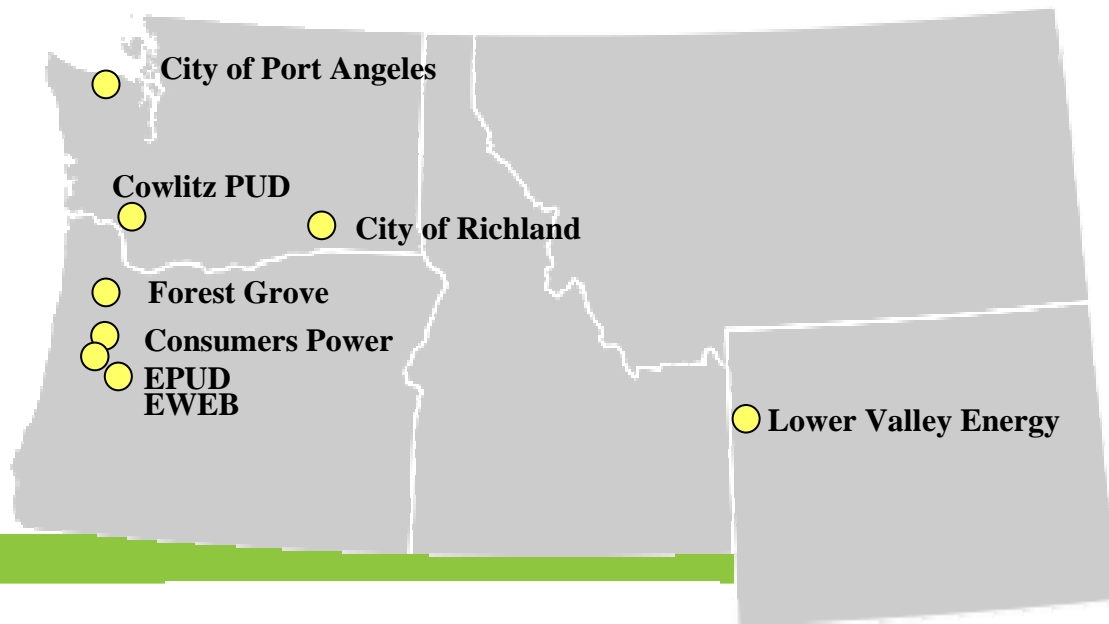 City of Port Angeles
Cowlitz PUD
City of Richland
Forest Grove
Consumers Power
EPUD
EWEB
Lower Valley Energy